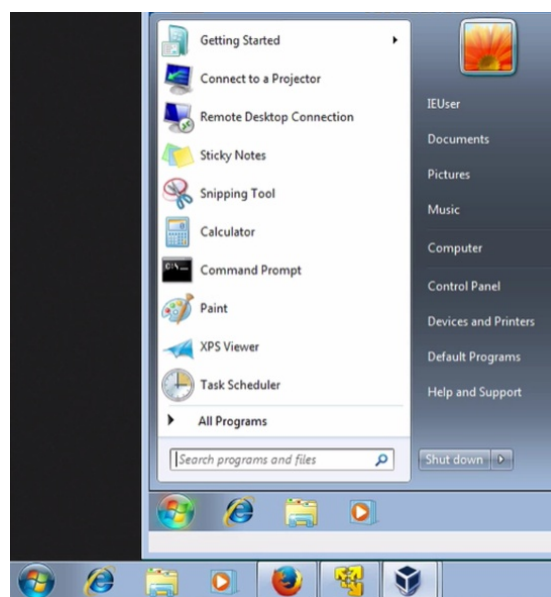 Getting Started
Connect to a Projector
Remote Desktop Connection
Sticky Notes
Snipping Tool
Calculator
Command Prompt
Paint
XPS Viewer
Task Scheduler
All Programs
Search programs and files
IEUser
Documents
Pictures
Music
Computer
Control Panel
Devices and Printers
Default Programs
Help and Support
Shut down